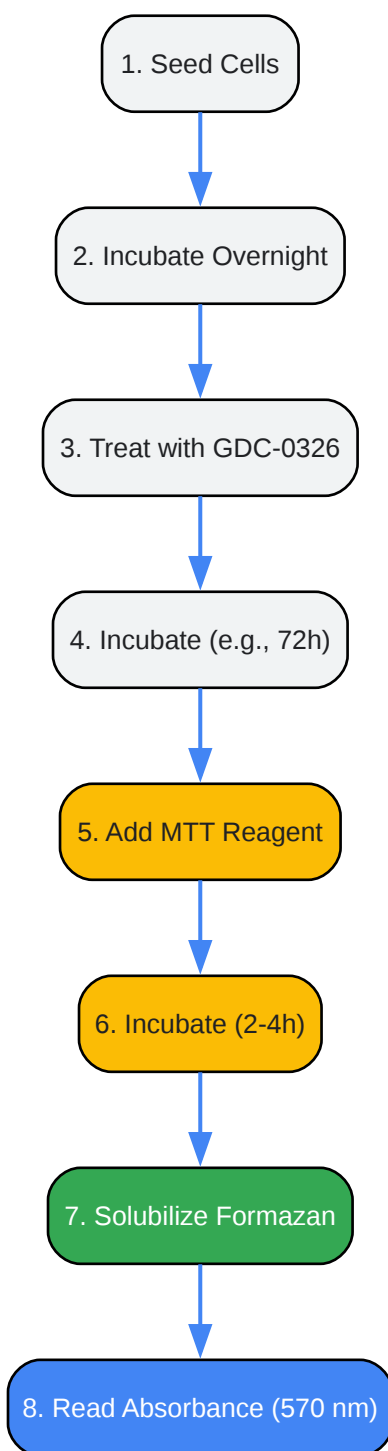 1. Seed Cells
2. Incubate Overnight
3. Treat with GDC-0326
4. Incubate (e.g., 72h)
5. Add MTT Reagent
6. Incubate (2-4h)
7. Solubilize Formazan
8. Read Absorbance (570 nm)